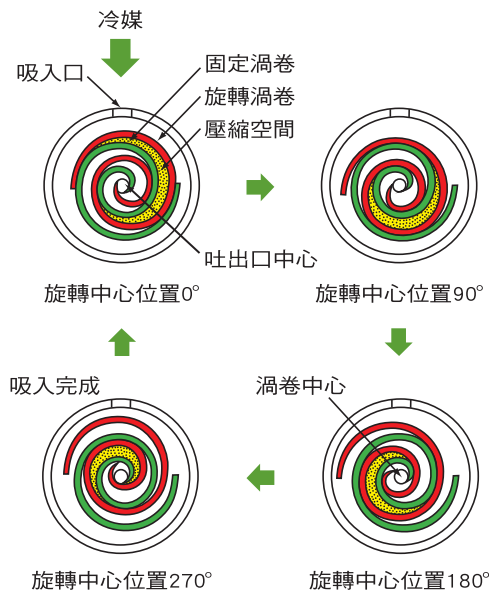 冷媒
吸入口
固定渦卷
旋轉渦卷
壓縮空間
吐出口中心
旋轉中心位置0°
旋轉中心位置90°
吸入完成
渦卷中心
旋轉中心位置270°
旋轉中心位置180°